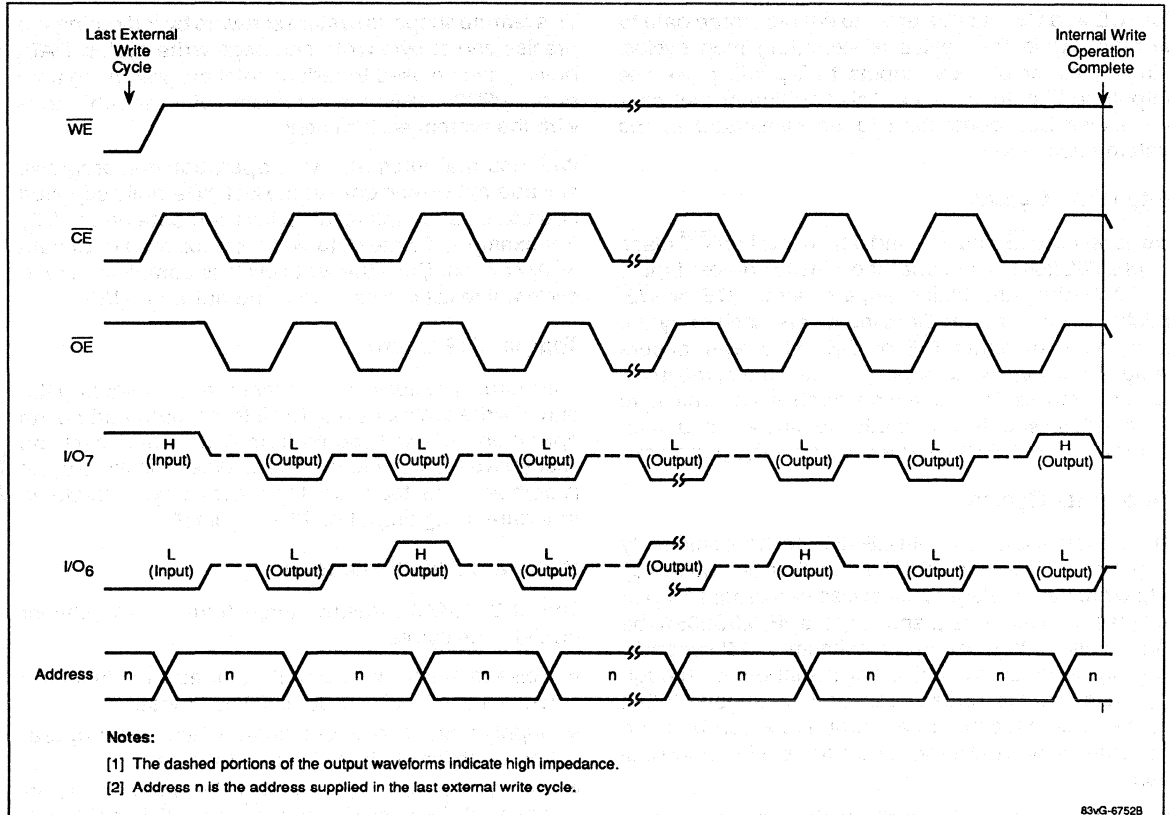 Last External
Write
Cycle
Internal Write
Operation
Complete
WE
CE
OE
I/O7
H
(Input)
L
(Output)
L
(Output)
L
(Output)
L
(Output)
L
(Output)
L
(Output)
H
(Output)
I/O6
L
(Input)
L
(Output)
H
(Output)
L
(Output)
(Output)
H
(Output)
L
(Output)
L
(Output)
Address n n n n n n n n n
Notes:
[1] The dashed portions of the output waveforms indicate high impedance.
[2] Address n is the address supplied in the last external write cycle.
83vG-6752B